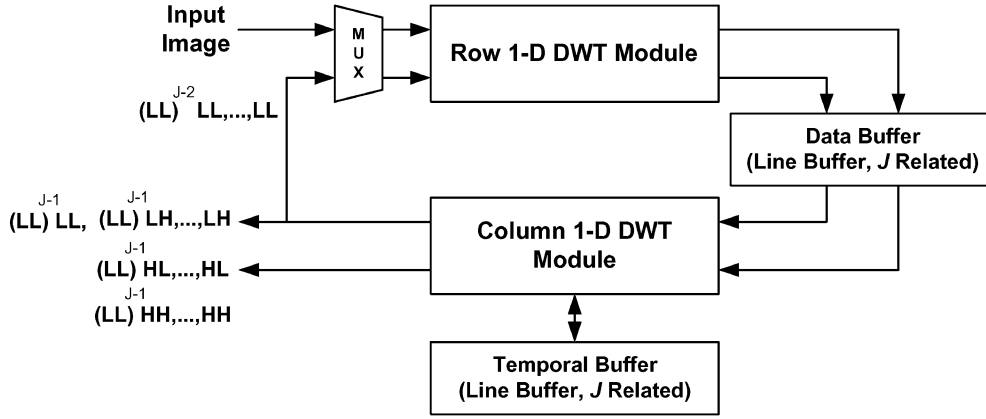 Input
Image
M
U
X
Row 1-D DWT Module
J-2
(LL) LL,...,LL
Data Buffer
(Line Buffer, J Related)
J-1 J-1
(LL) LL, (LL) LH,...,LH
Column 1-D DWT
Module
J-1
(LL) HL,...,HL
J-1
(LL) HH,...,HH
Temporal Buffer
(Line Buffer, J Related)